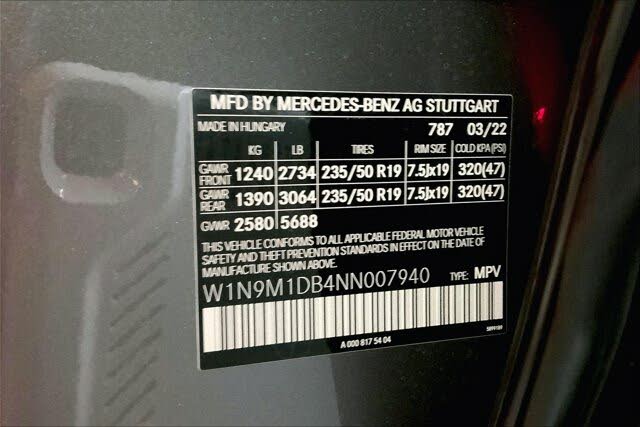 MFD BY MERCEDES-BENZ AG STUTTGART
MADE IN HUNGARY 787 03/22
KG LB TIRES RIM SIZE COLD KPA (PSI)
GAWR FRONT 1240 2734 235/50 R19 7.5Jx19 320(47)
GAWR REAR 1390 3064 235/50 R19 7.5Jx19 320(47)
GVWR 2580 5688
THIS VEHICLE CONFORMS TO ALL APPLICABLE FEDERAL MOTOR VEHICLE
SAFETY AND THEFT PREVENTION STANDARDS IN EFFECT ON THE DATE OF
MANUFACTURE SHOWN ABOVE.
W1N9M1DB4NN007940 TYPE: MPV
A 000 817 54 04